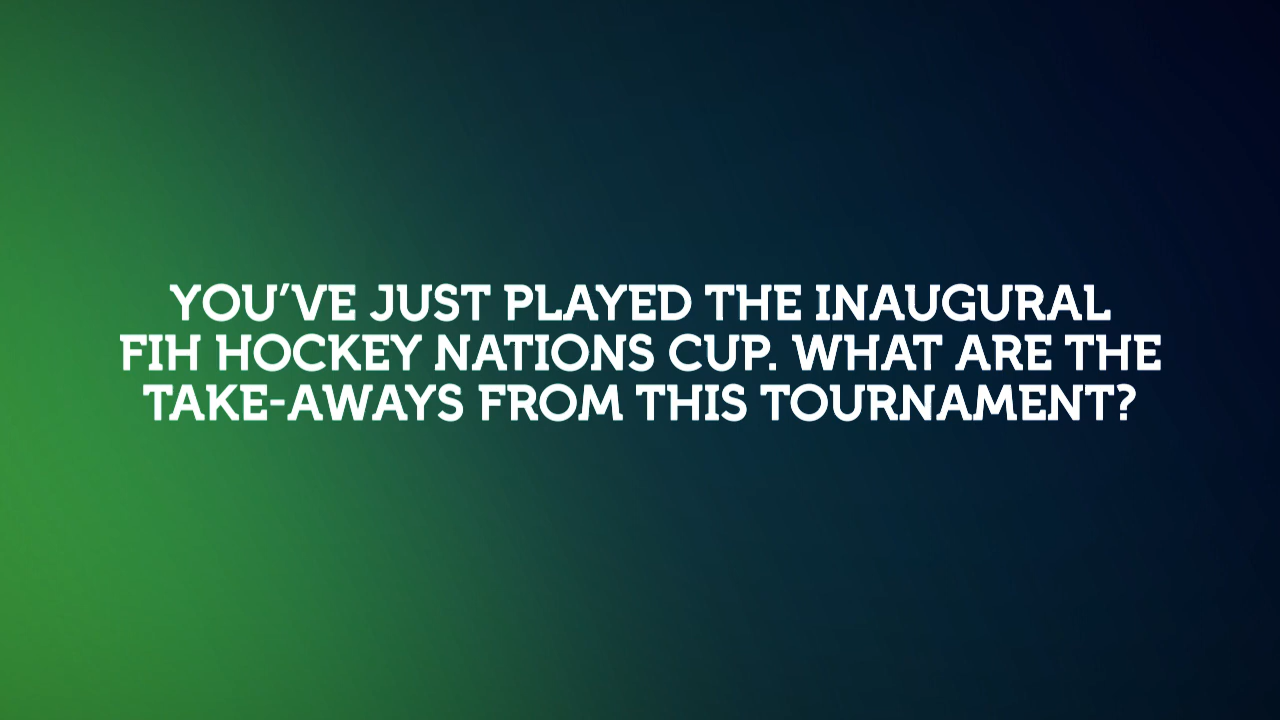 YOU’VE JUST PLAYED THE INAUGURAL
FIH HOCKEY NATIONS CUP. WHAT ARE THE
TAKE-AWAYS FROM THIS TOURNAMENT?